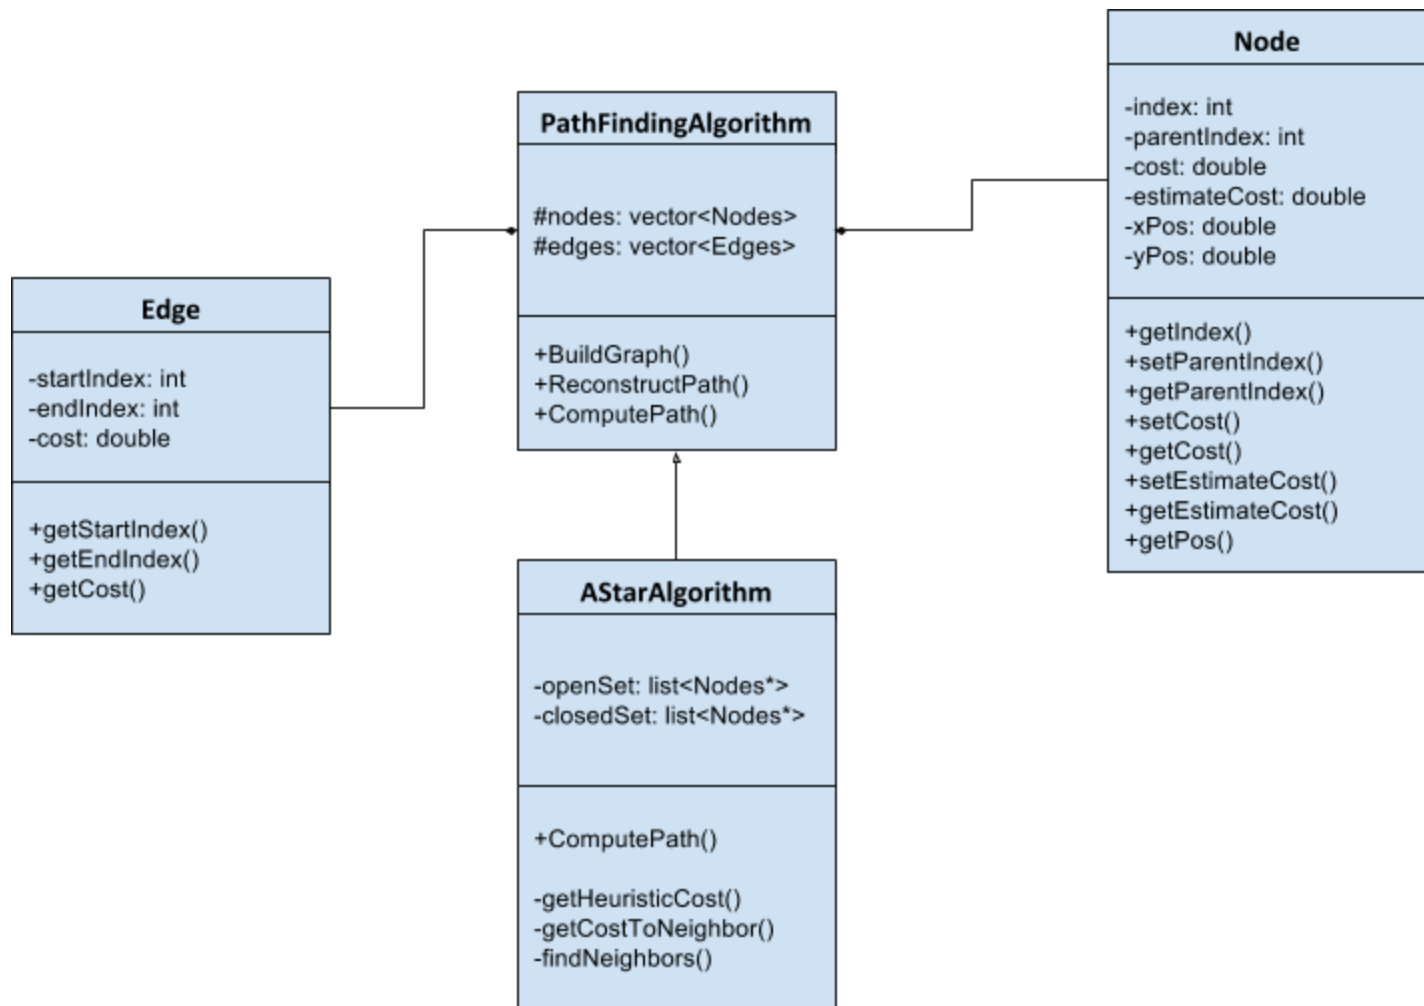 Node
-index: int
-parentIndex: int
-cost: double
-estimateCost: double
-xPos: double
-yPos: double
+getIndex()
+setParentIndex()
+getParentIndex()
+setCost()
+getCost()
+setEstimateCost()
+getEstimateCost()
+getPos()
PathFindingAlgorithm
#nodes: vector<Nodes>
#edges: vector<Edges>
+BuildGraph()
+ReconstructPath()
+ComputePath()
Edge
-startIndex: int
-endIndex: int
-cost: double
+getStartIndex()
+getEndIndex()
+getCost()
AStarAlgorithm
-openSet: list<Nodes*>
-closedSet: list<Nodes*>
+ComputePath()
-getHeuristicCost()
-getCostToNeighbor()
-findNeighbors()